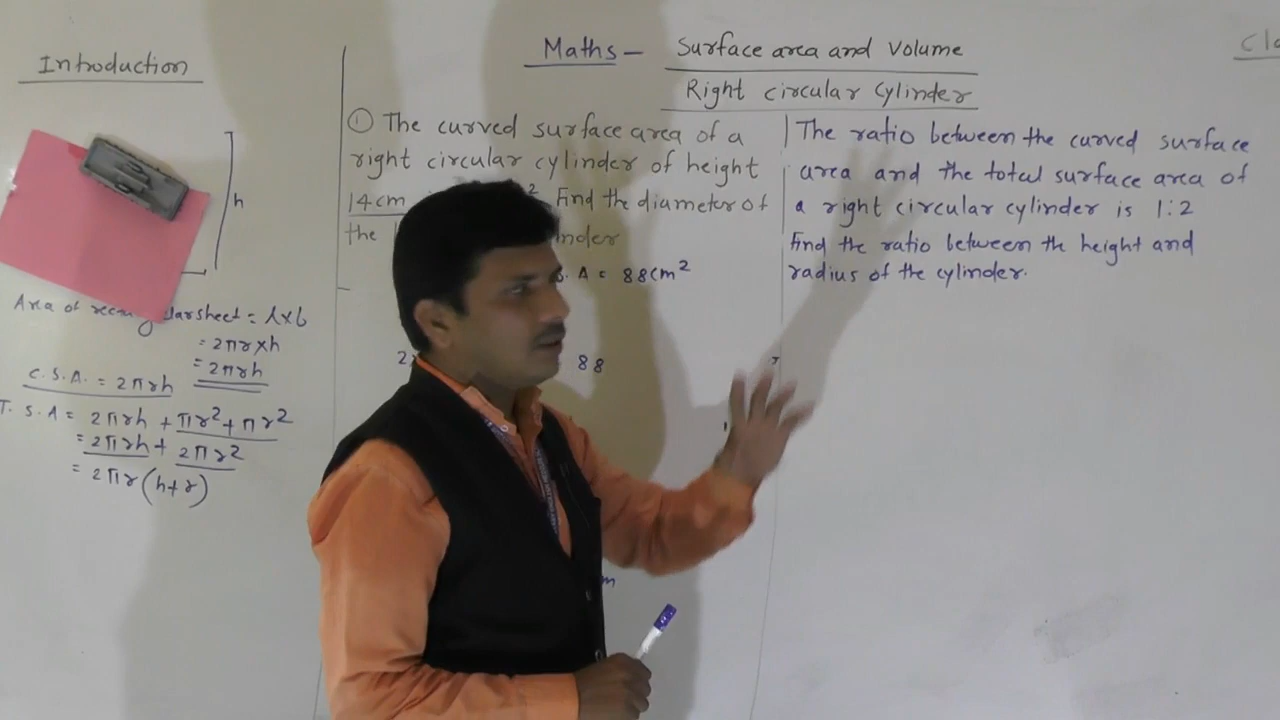 Introduction
h
Area of sheet = l×b
= 2πr×h
= 2πrh
C.S.A. = 2πrh
T.S.A = 2πrh + πr² + πr²
= 2πrh + 2πr²
= 2πr(h+r)
Maths – Surface area and Volume
Right circular Cylinder
① The curved surface area of a
right circular cylinder of height
14cm ² Find the diameter of
the
A = 88cm²
2
88
m
The ratio between the curved surface
area and the total surface area of
a right circular cylinder is 1:2
Find the ratio between th height and
radius of the cylinder.